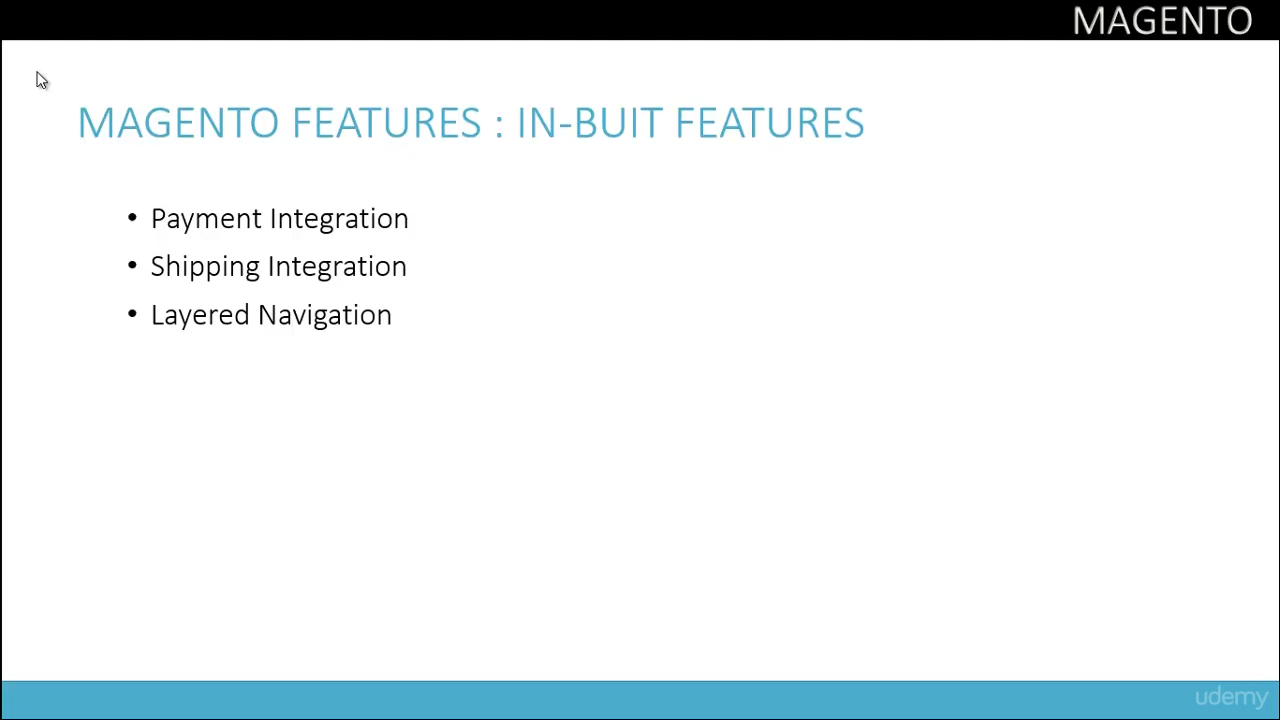 MAGENTO
MAGENTO FEATURES : IN-BUIT FEATURES
• Payment Integration
• Shipping Integration
• Layered Navigation
udemy